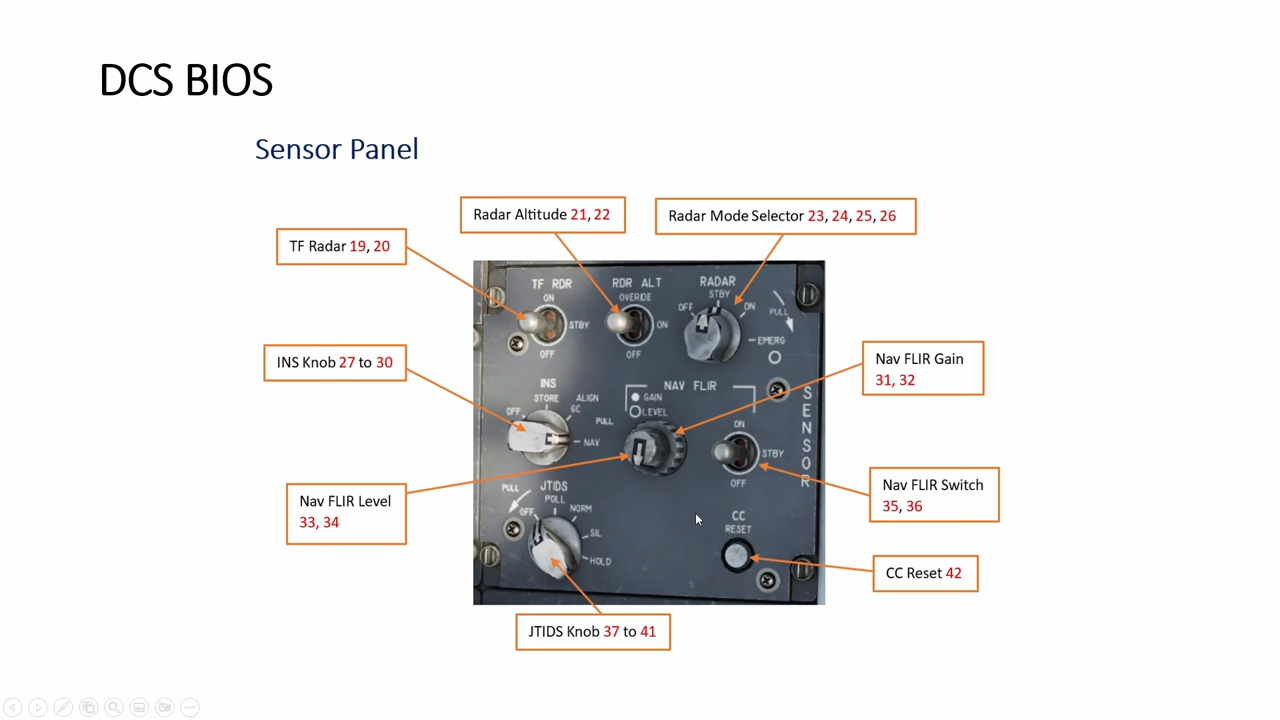 DCS BIOS
Sensor Panel
Radar Altitude 21, 22
Radar Mode Selector 23, 24, 25, 26
TF Radar 19, 20
INS Knob 27 to 30
Nav FLIR Gain
31, 32
Nav FLIR Level
33, 34
Nav FLIR Switch
35, 36
CC Reset 42
JTIDS Knob 37 to 41
TF RDR
ON
STBY
OFF
RDR ALT
OVERIDE
ON
OFF
RADAR
OFF
STBY
ON
PULL
EMERG
INS
OFF
STORE
ALIGN
GC
PULL
NAV
NAV FLIR
GAIN
LEVEL
ON
STBY
OFF
SENSOR
JTIDS
PULL
OFF
POLL
NORM
SIL
HOLD
CC
RESET